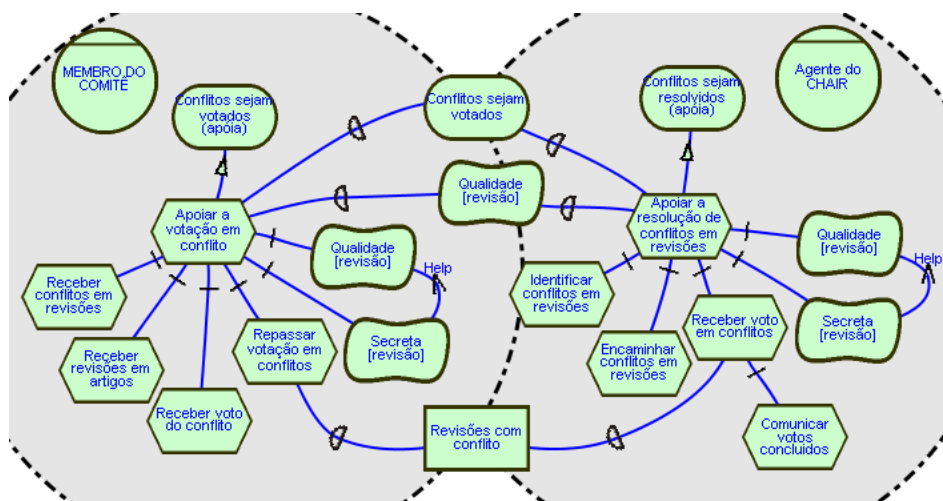 MEMBRO DO
COMITÊ
Conflitos sejam
votados
(apóia)
Conflitos sejam
votados
Conflitos sejam
resolvidos
(apóia)
Agente do
CHAIR
Qualidade
[revisão]
Apoiar a
votação em
conflito
Apoiar a
resolução de
conflitos em
revisões
Qualidade
[revisão]
Qualidade
[revisão]
Help
Help
Receber
conflitos em
revisões
Identificar
conflitos em
revisões
Receber voto
em conflitos
Secreta
[revisão]
Repassar
votação em
conflitos
Secreta
[revisão]
Receber
revisões em
artigos
Encaminhar
conflitos em
revisões
Receber voto
do conflito
Revisões com
conflito
Comunicar
votos
concluidos